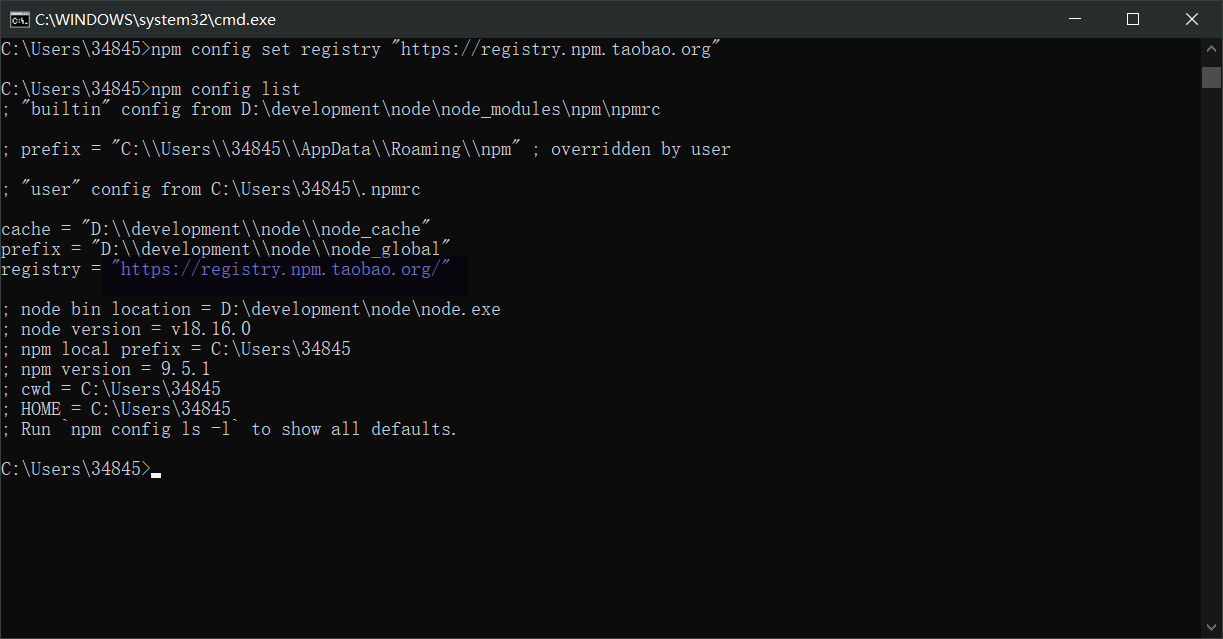 C:\WINDOWS\system32\cmd.exe
C:\Users\34845>npm config set registry "https://registry.npm.taobao.org"
C:\Users\34845>npm config list
; "builtin" config from D:\development\node\node_modules\npm\npmrc
; prefix = "C:\\Users\\34845\\AppData\\Roaming\\npm" ; overridden by user
; "user" config from C:\Users\34845\.npmrc
cache = "D:\\development\\node\\node_cache"
prefix = "D:\\development\\node\\node_global"
registry = "https://registry.npm.taobao.org/"
; node bin location = D:\development\node\node.exe
; node version = v18.16.0
; npm local prefix = C:\Users\34845
; npm version = 9.5.1
; cwd = C:\Users\34845
; HOME = C:\Users\34845
; Run `npm config ls -l` to show all defaults.
C:\Users\34845>